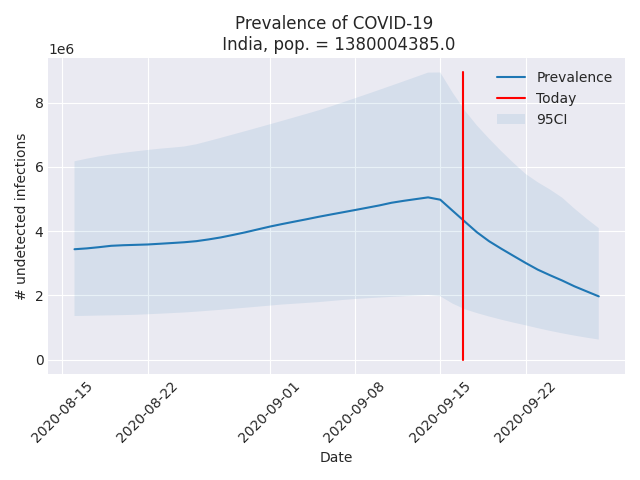 Prevalence of COVID-19
India, pop. = 1380004385.0
1e6
Prevalence
Today
95CI
8
6
4
2
0
# undetected infections
2020-08-15
2020-08-22
2020-09-01
2020-09-08
2020-09-15
2020-09-22
Date